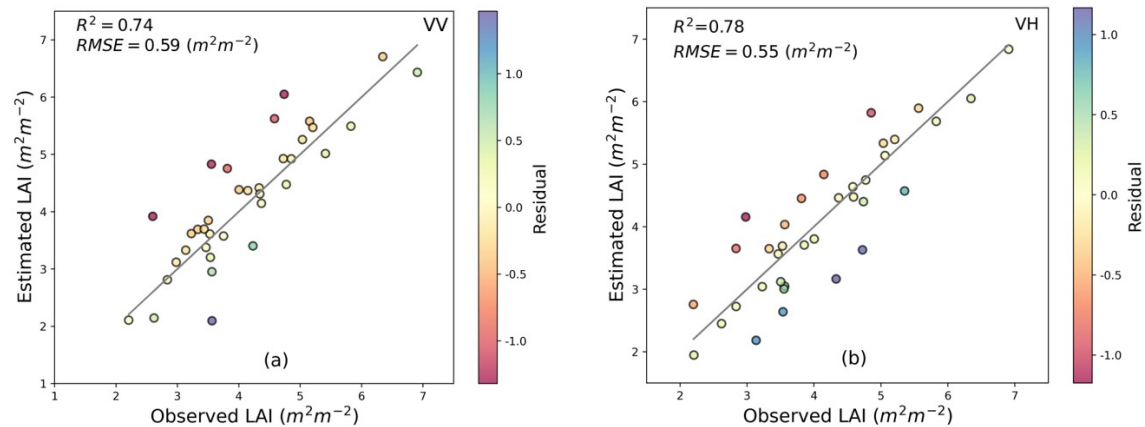 R² = 0.74
RMSE = 0.59 (m²m⁻²)
VV
7
6
5
4
3
2
1
Estimated LAI (m²m⁻²)
(a)
1 2 3 4 5 6 7
Observed LAI (m²m⁻²)
1.0
0.5
0.0
-0.5
-1.0
Residual
R²=0.78
RMSE = 0.55 (m²m⁻²)
VH
7
6
5
4
3
2
Estimated LAI (m²m⁻²)
(b)
2 3 4 5 6 7
Observed LAI (m²m⁻²)
1.0
0.5
0.0
-0.5
-1.0
Residual